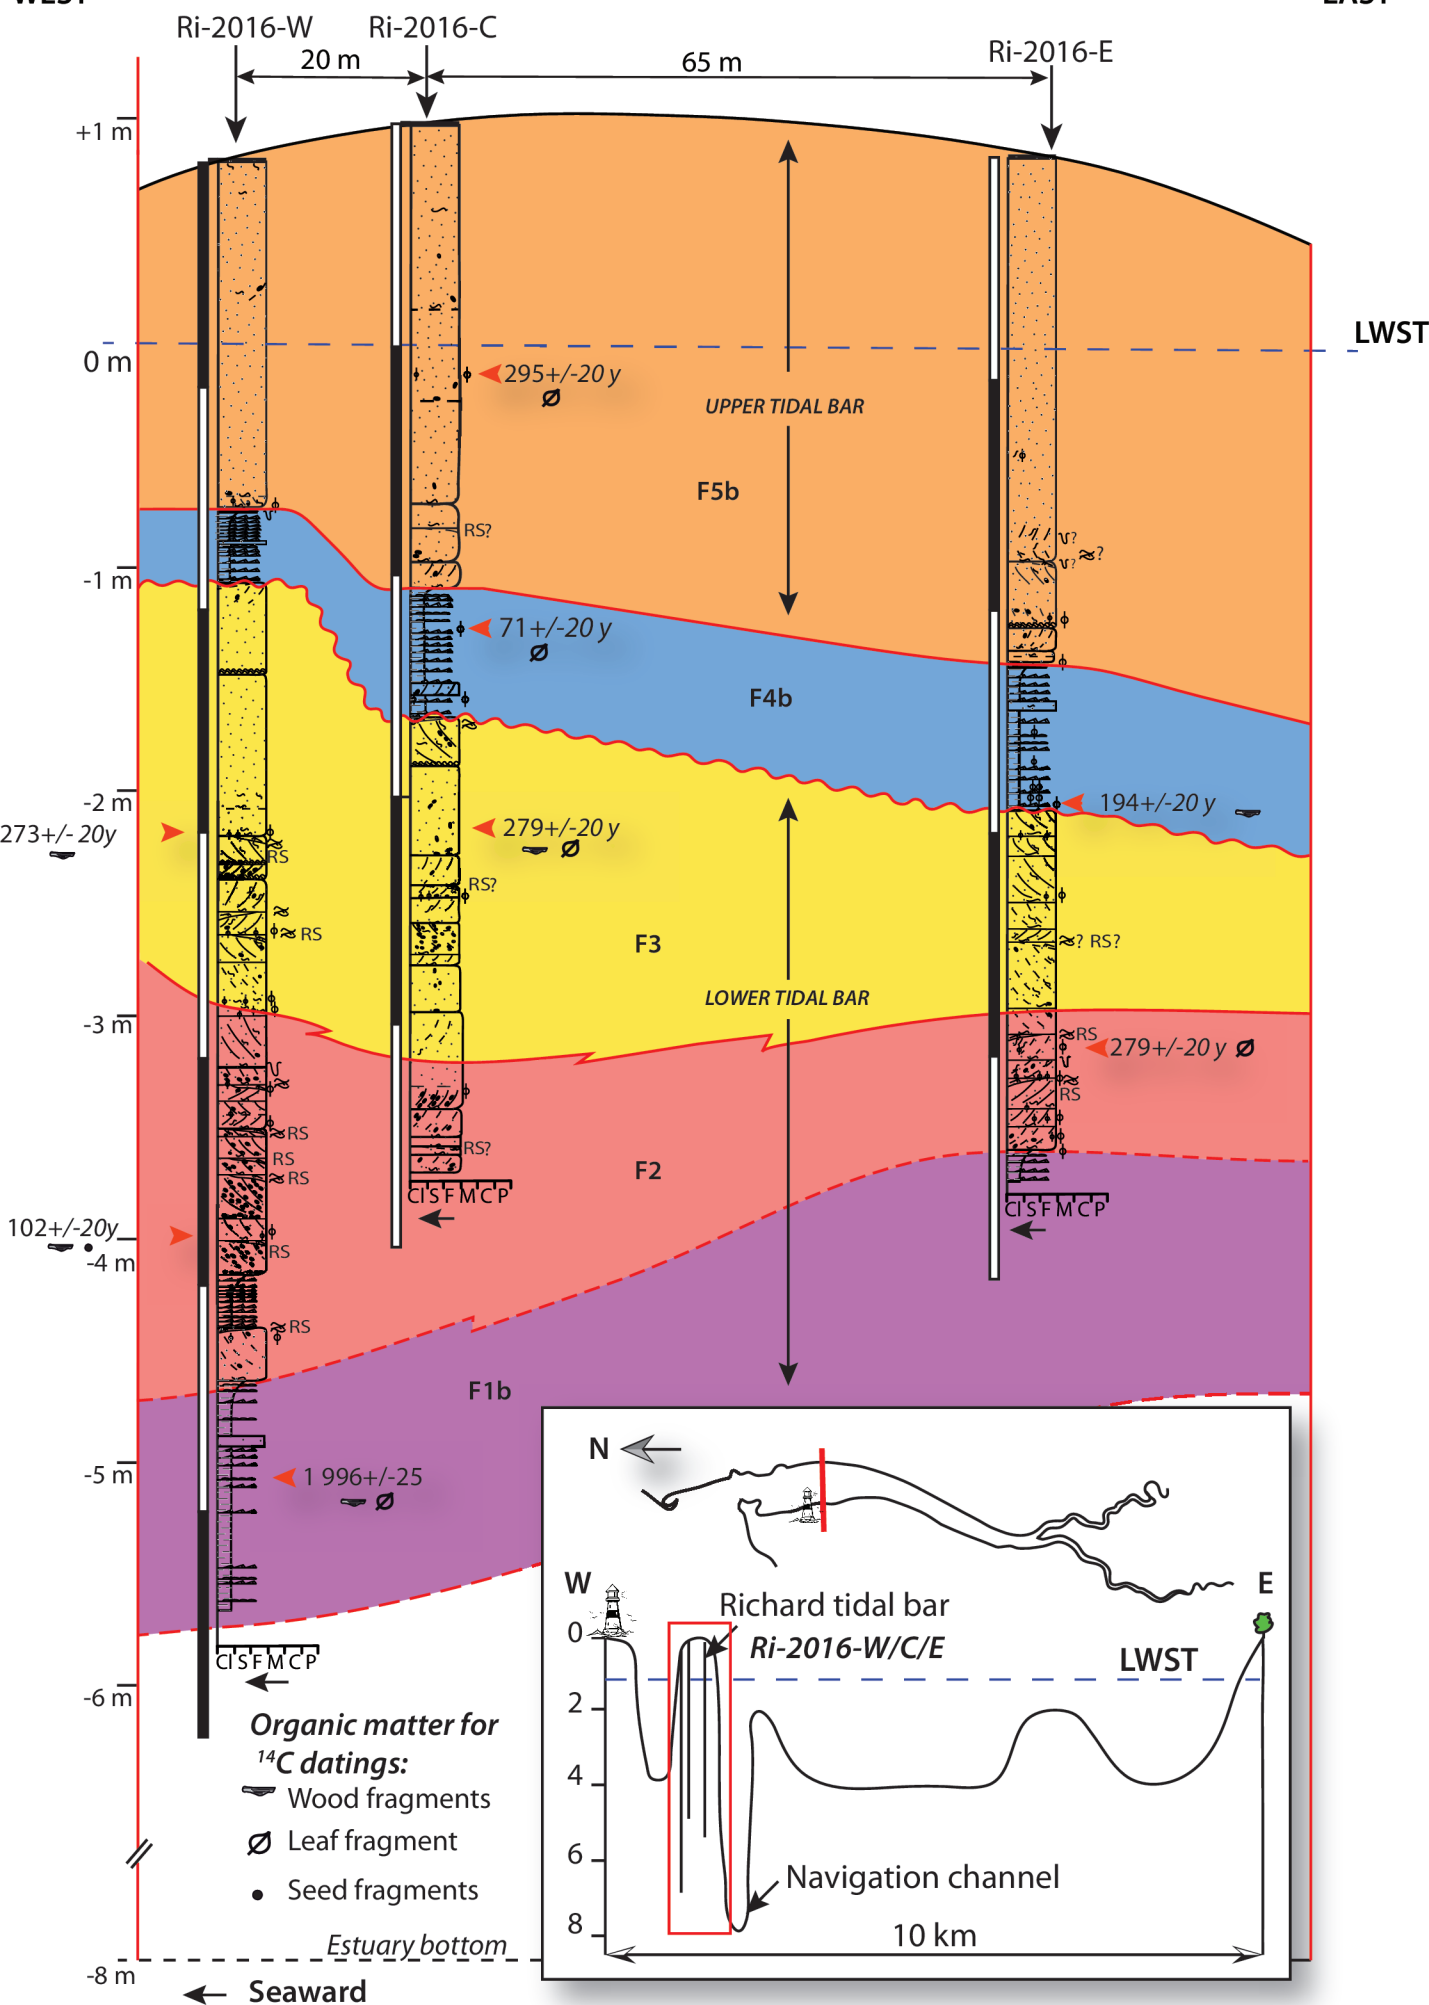 WEST EAST
Ri-2016-W Ri-2016-C Ri-2016-E
20 m 65 m
+1 m
LWST
0 m
295+/-20 y
UPPER TIDAL BAR
F5b
RS?
ʅ?
≈?
ʅ?
-1 m
71+/-20 y
F4b
-2 m
194+/-20 y
273+/- 20y
279+/-20 y
RS
RS?
RS
? RS?
F3
LOWER TIDAL BAR
-3 m
RS
279+/-20 y
RS
RS
RS?
RS
F2
RS
Cl S F M C P
Cl S F M C P
102+/-20y
RS
-4 m
RS
F1b
-5 m
1 996+/-25
N
W E
Richard tidal bar
Ri-2016-W/C/E
0
LWST
2
4
6
8
Navigation channel
10 km
Cl S F M C P
-6 m
Organic matter for
14C datings:
Wood fragments
Leaf fragment
Seed fragments
Estuary bottom
-8 m
Seaward